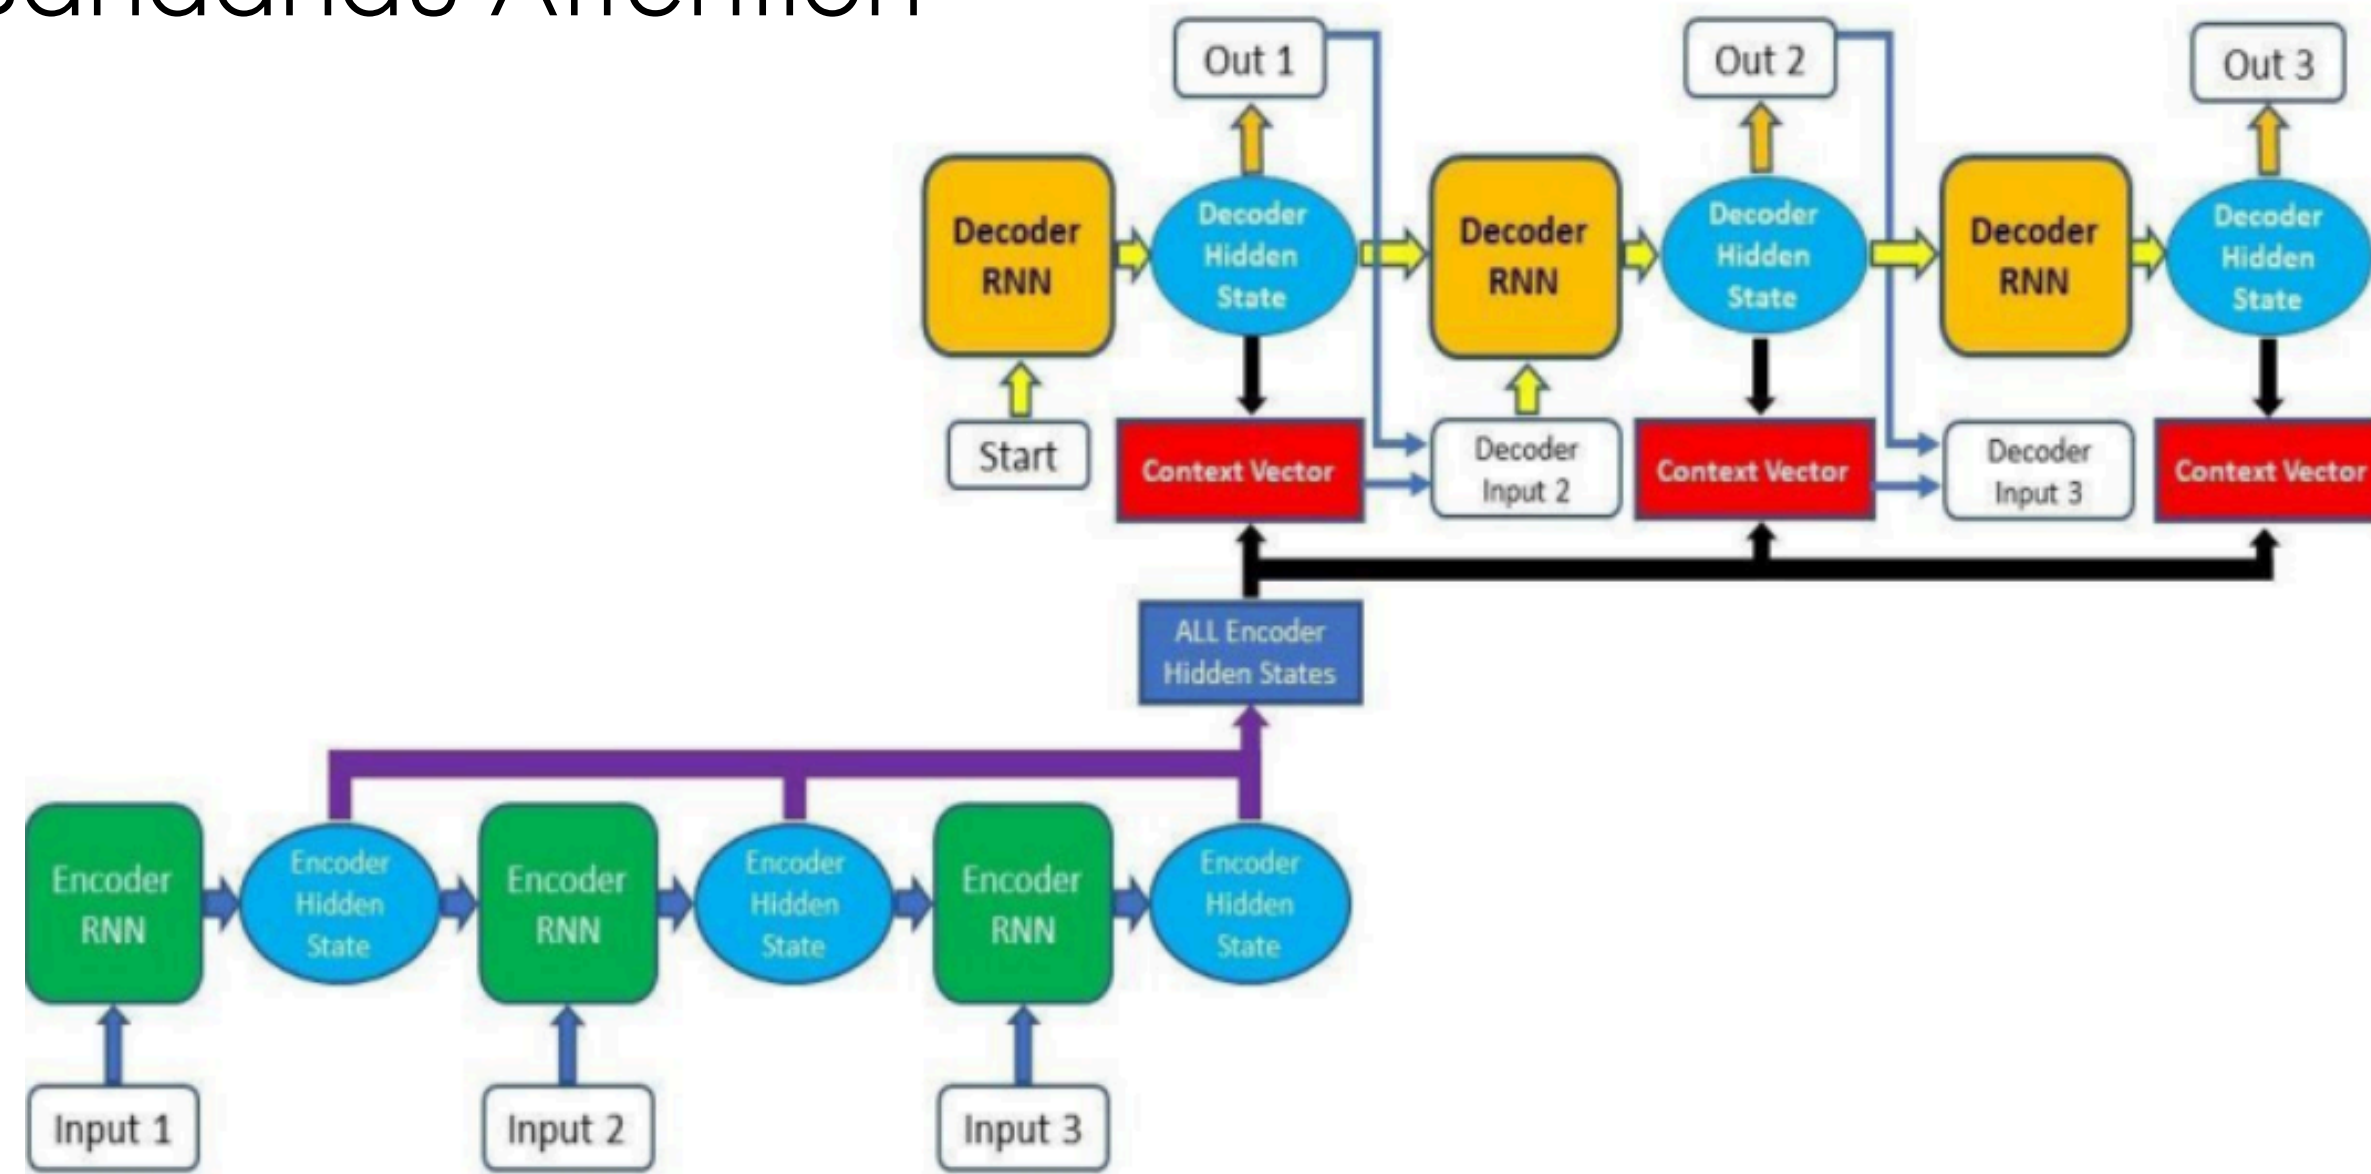 Attention
Out 1
Out 2
Out 3
Decoder
RNN
Decoder
Hidden
State
Decoder
RNN
Decoder
Hidden
State
Decoder
RNN
Decoder
Hidden
State
Start
Context Vector
Decoder
Input 2
Context Vector
Decoder
Input 3
Context Vector
ALL Encoder
Hidden States
Encoder
RNN
Encoder
Hidden
State
Encoder
RNN
Encoder
Hidden
State
Encoder
RNN
Encoder
Hidden
State
Input 1
Input 2
Input 3